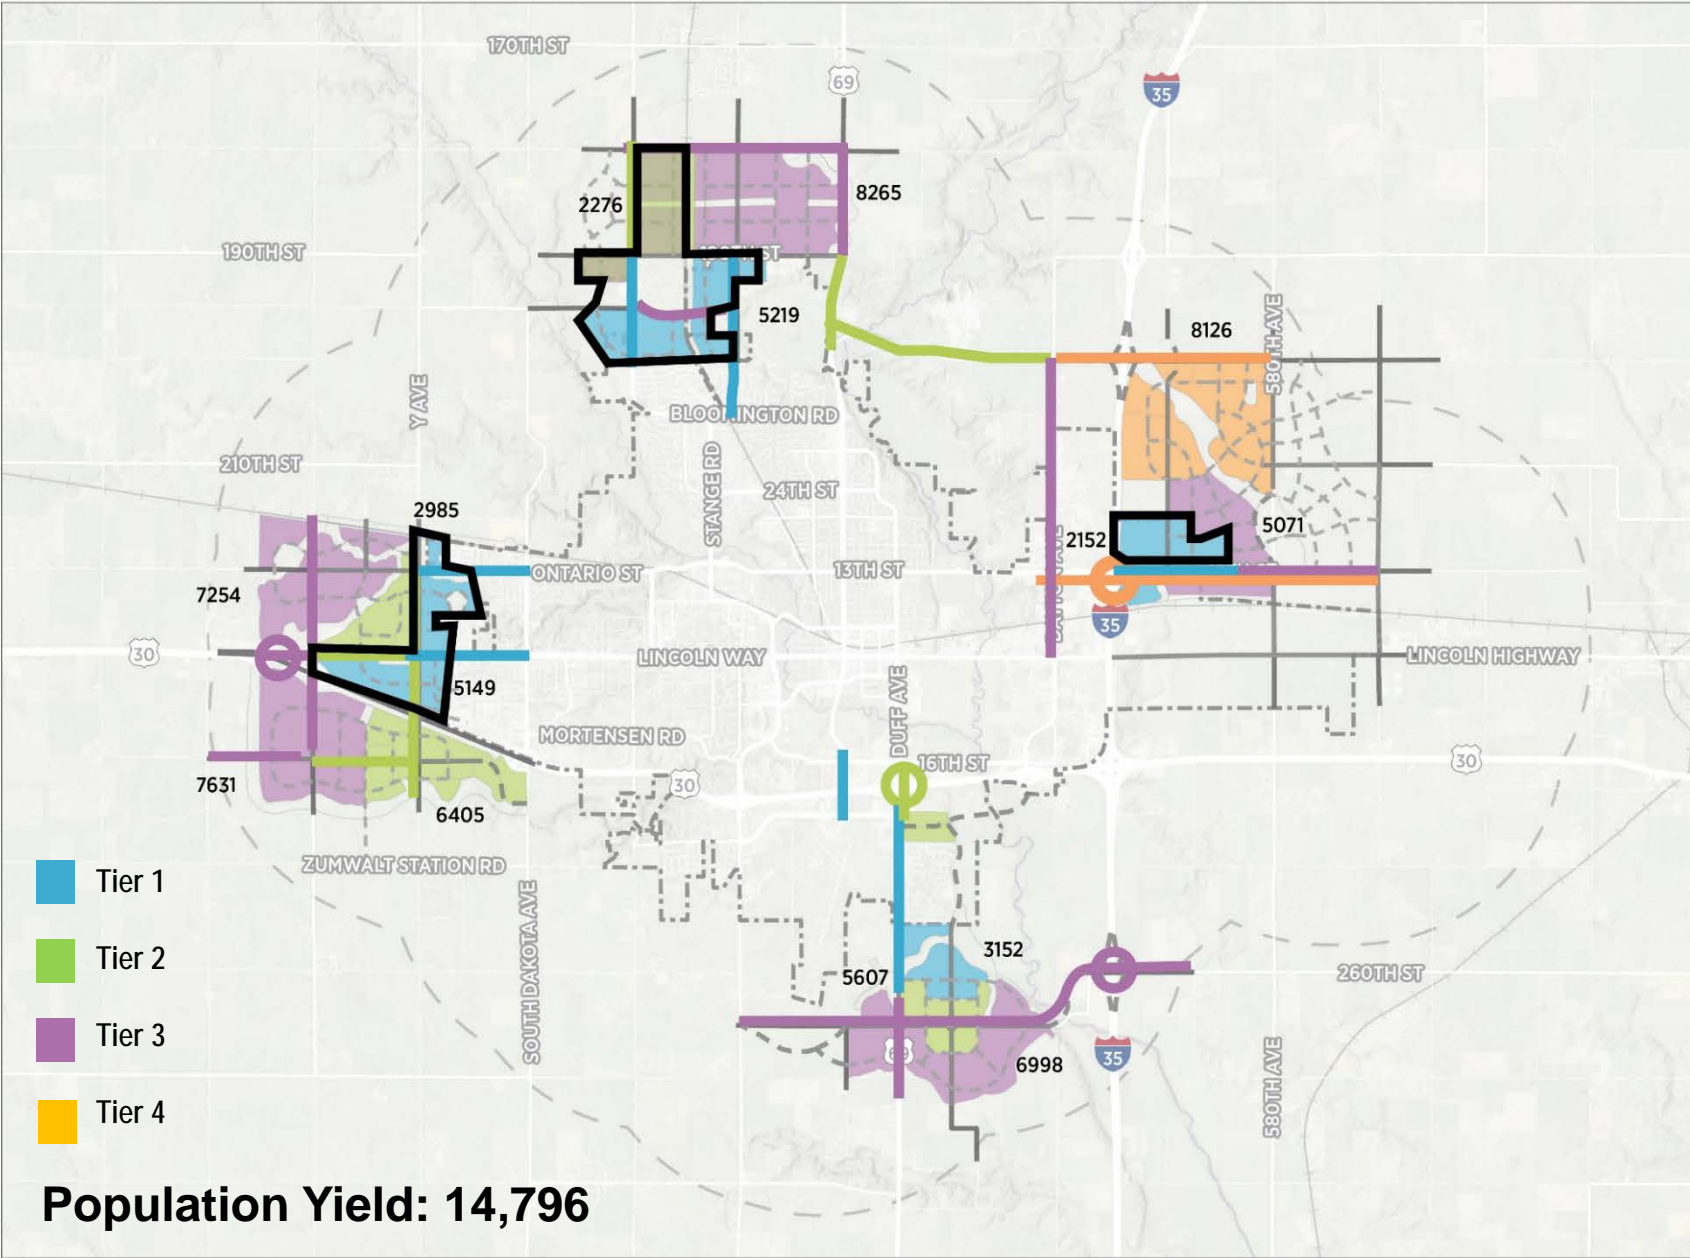 170TH ST
69
35
2276
8265
190TH ST
190TH ST
5219
8126
580TH AVE
Y AVE
BLOOMINGTON RD
210TH ST
STANGE RD
24TH ST
2985
2152
5071
ONTARIO ST
13TH ST
7254
35
30
LINCOLN WAY
LINCOLN HIGHWAY
5149
DUFF AVE
MORTENSEN RD
16TH ST
30
30
7631
6405
ZUMWALT STATION RD
Tier 1
SOUTH DAKOTA AVE
Tier 2
3152
5607
260TH ST
Tier 3
69
35
6998
580TH AVE
Tier 4
Population Yield: 14,796